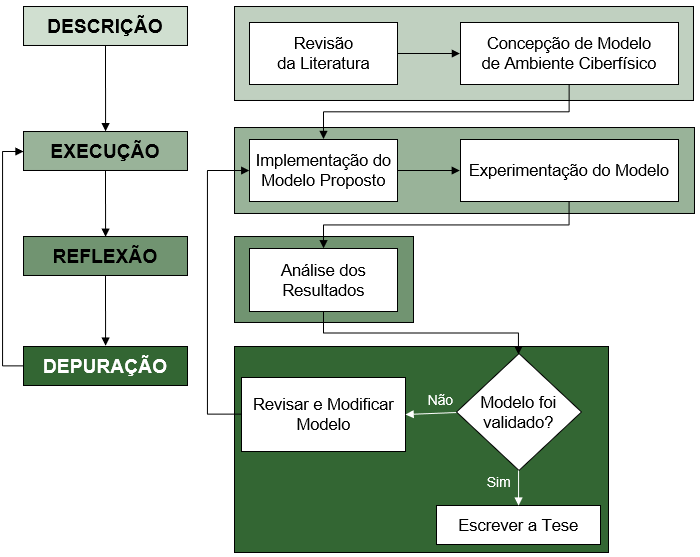 DESCRIÇÃO
Revisão
da Literatura
Concepção de Modelo
de Ambiente Ciberfísico
EXECUÇÃO
Implementação do
Modelo Proposto
Experimentação do Modelo
REFLEXÃO
Análise dos
Resultados
DEPURAÇÃO
Modelo foi
validado?
Não
Revisar e Modificar
Modelo
Sim
Escrever a Tese